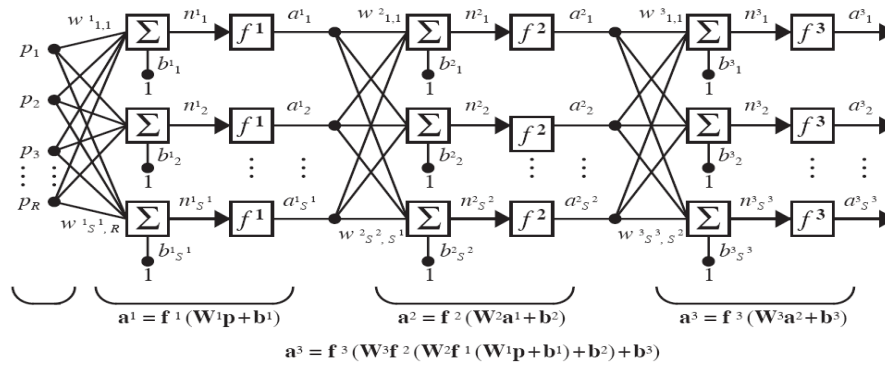 w¹₁,₁ Σ n¹₁ f¹ a¹₁ w²₁,₁ Σ n²₁ f² a²₁ w³₁,₁ Σ n³₁ f³ a³₁
p₁ b¹₁ b²₁ b³₁
1 1 1
p₂ Σ n¹₂ f¹ a¹₂ Σ n²₂ f² a²₂ Σ n³₂ f³ a³₂
p₃ b¹₂ b²₂ b³₂
1 1 1
p_R Σ n¹_S¹ f¹ a¹_S¹ Σ n²_S² f² a²_S² Σ n³_S³ f³ a³_S³
w¹_S¹,R b¹_S¹ w²_S²,S¹ b²_S² w³_S³,S² b³_S³
1 1 1
a¹ = f¹(W¹p+b¹) a² = f²(W²a¹+b²) a³ = f³(W³a²+b³)
a³ = f³(W³f²(W²f¹(W¹p+b¹)+b²)+b³)